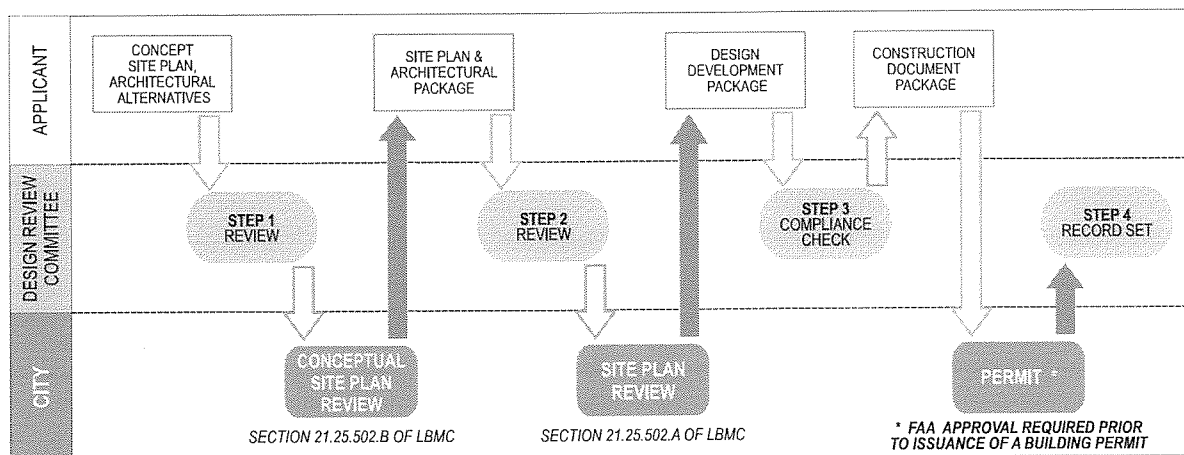 APPLICANT
CONCEPT
SITE PLAN,
ARCHITECTURAL
ALTERNATIVES
SITE PLAN &
ARCHITECTURAL
PACKAGE
DESIGN
DEVELOPMENT
PACKAGE
CONSTRUCTION
DOCUMENT
PACKAGE
DESIGN REVIEW
COMMITTEE
STEP 1
REVIEW
STEP 2
REVIEW
STEP 3
COMPLIANCE
CHECK
STEP 4
RECORD SET
CITY
CONCEPTUAL
SITE PLAN
REVIEW
SITE PLAN
REVIEW
PERMIT *
SECTION 21.25.502.B OF LBMC
SECTION 21.25.502.A OF LBMC
* FAA APPROVAL REQUIRED PRIOR
TO ISSUANCE OF A BUILDING PERMIT